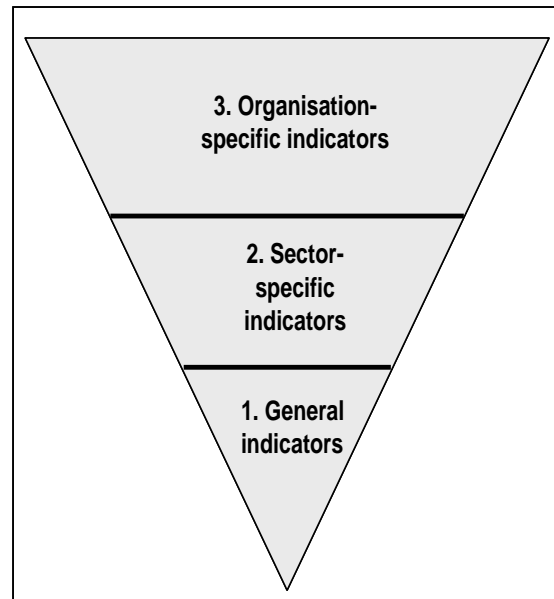 3. Organisation-
specific indicators
2. Sector-
specific
indicators
1. General
indicators